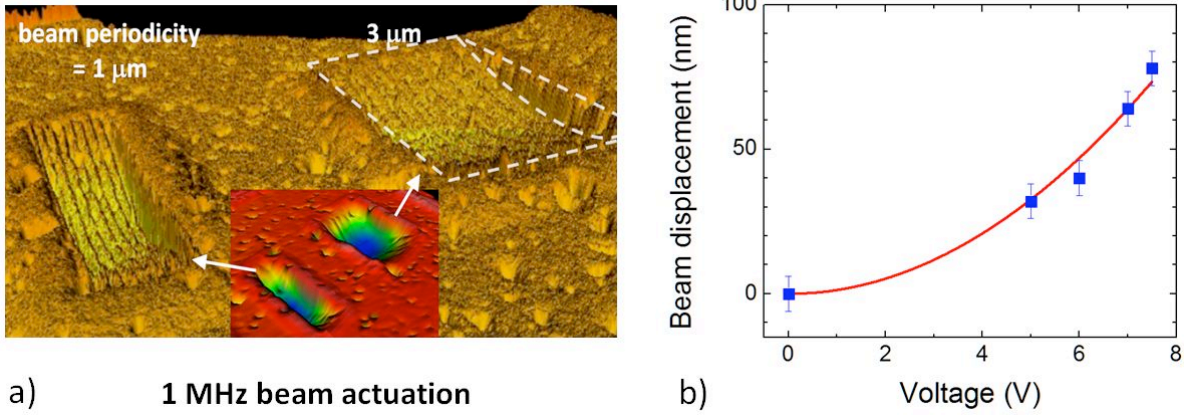 beam periodicity
= 1 μm
3 μm
a) 1 MHz beam actuation
100
50
0
Beam displacement (nm)
0 2 4 6 8
Voltage (V)
b)